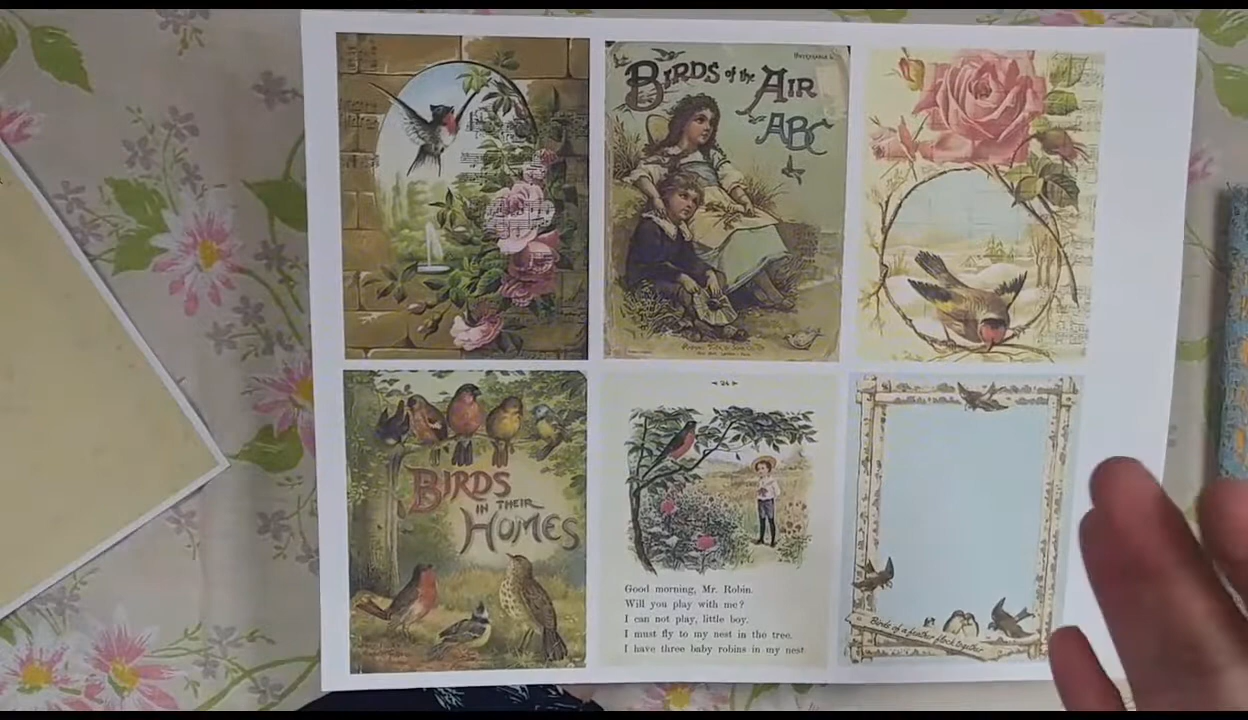 BIRDS of the AIR
ABC
BIRDS
IN THEIR
HOMES
26
Good morning, Mr. Robin.
Will you play with me?
I can not play, little boy.
I must fly to my nest in the tree.
I have three baby robins in my nest
Birds of a feather flock together